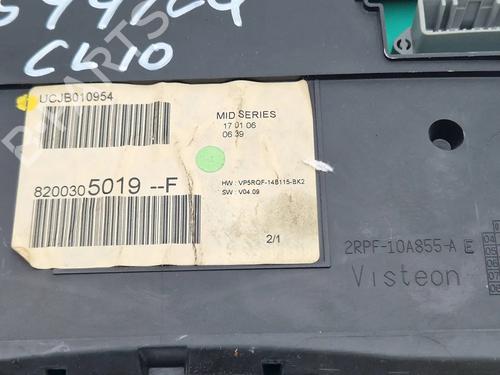 CLIO
UCJB010954
MID SERIES
17 01 06
06:39
8200305019 --F
HW : VP5RQF-14B115-BK2
SW : V04.09
2/1
2RPF-10A855-A E
Visteon